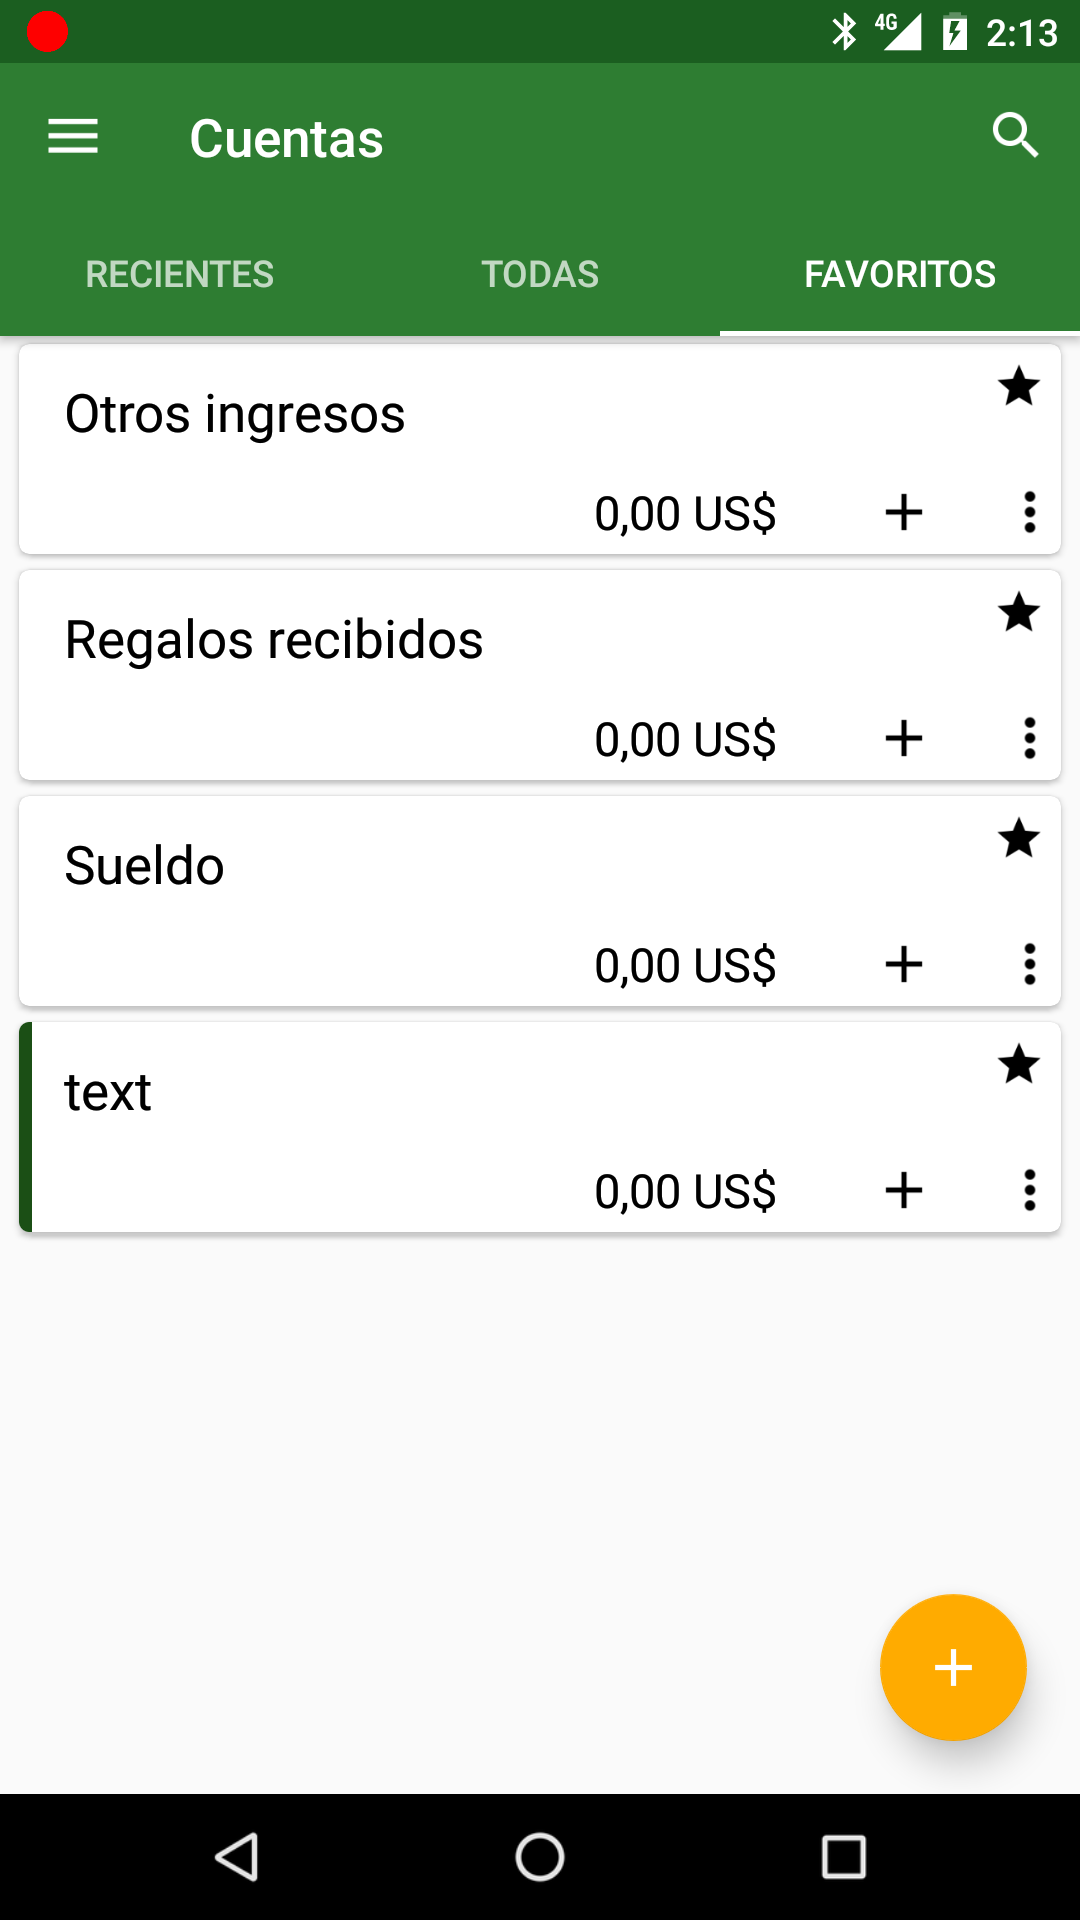 4G 2:13
Cuentas
RECIENTES TODAS FAVORITOS
Otros ingresos
0,00 US$
Regalos recibidos
0,00 US$
Sueldo
0,00 US$
text
0,00 US$